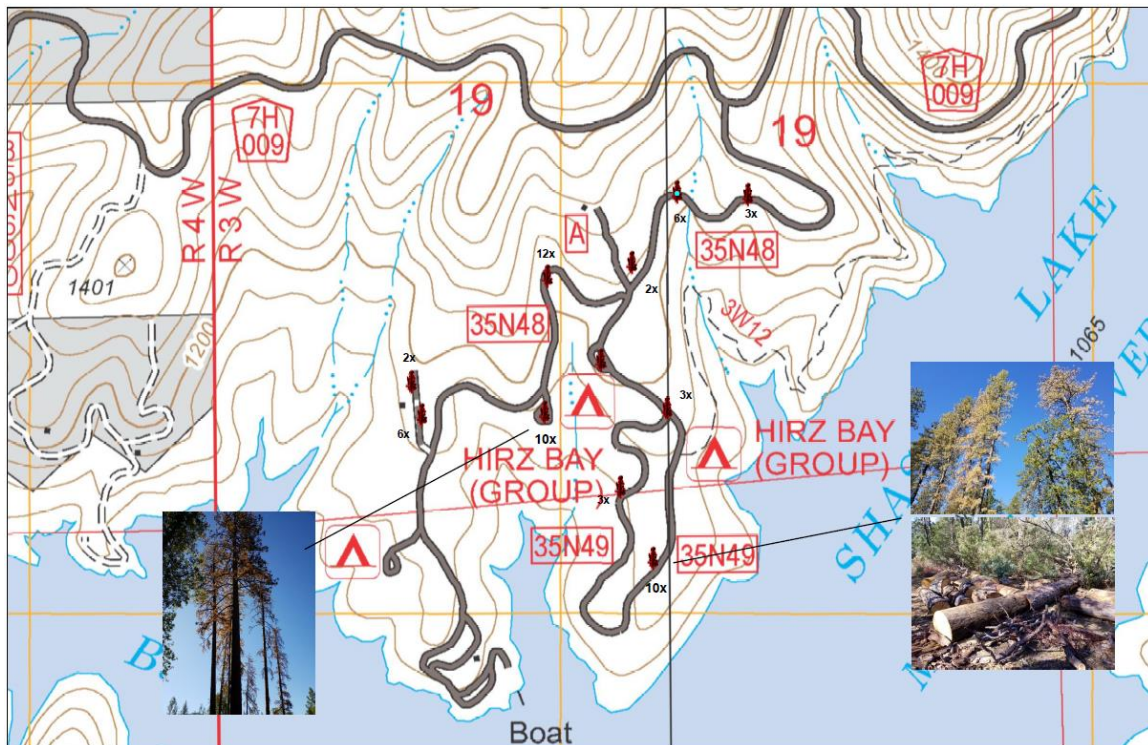 7H
009
19
7H
009
19
R 4 W
R 3 W
1401
1200
A
6x
3x
35N48
12x
2x
35N48
3W12
LAKE
1065
2x
3x
6x
10x
HIRZ BAY
(GROUP)
HIRZ BAY
(GROUP)
3x
35N49
35N49
10x
SHAS
B
Boat